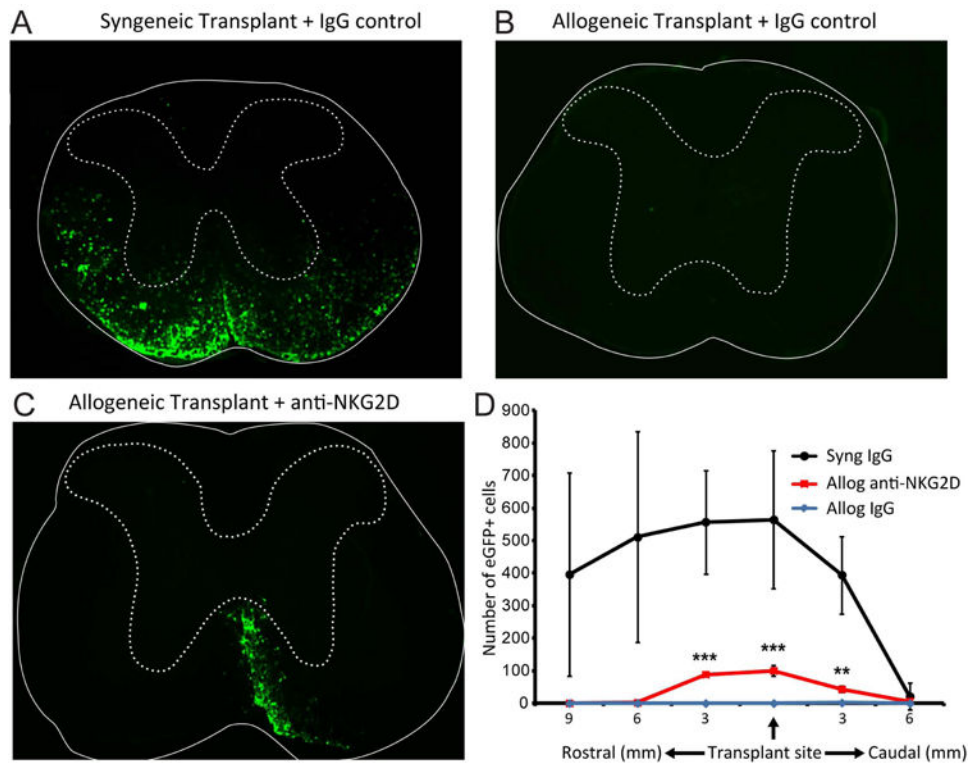 A
Syngeneic Transplant + IgG control
B
Allogeneic Transplant + IgG control
C
Allogeneic Transplant + anti-NKG2D
D
900
800
700
600
500
400
300
200
100
0
Number of eGFP+ cells
Syng IgG
Allog anti-NKG2D
Allog IgG
*** *** **
9 6 3 3 6
Rostral (mm) Transplant site Caudal (mm)